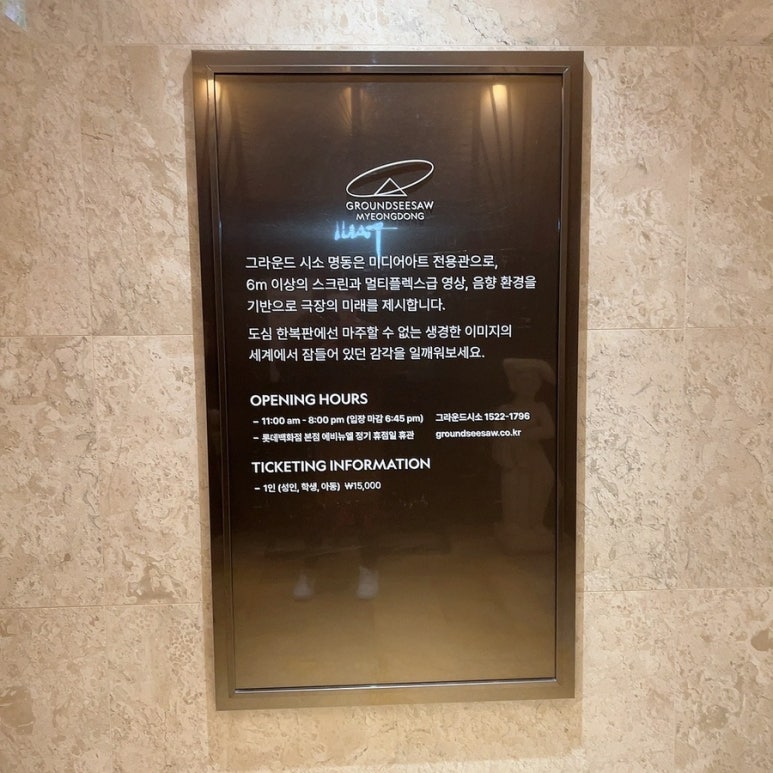 GROUNDSEESAW
MYEONGDONG
그라운드 시소 명동은 미디어아트 전용관으로,
6m 이상의 스크린과 멀티플렉스급 영상, 음향 환경을
기반으로 극장의 미래를 제시합니다.
도심 한복판에선 마주할 수 없는 생경한 이미지의
세계에서 잠들어 있던 감각을 일깨워보세요.
OPENING HOURS
– 11:00 am - 8:00 pm (입장 마감 6:45 pm)
– 롯데백화점 본점 에비뉴엘 정기 휴점일 휴관
그라운드시소 1522-1796
groundseesaw.co.kr
TICKETING INFORMATION
– 1인 (성인, 학생, 아동) ₩15,000